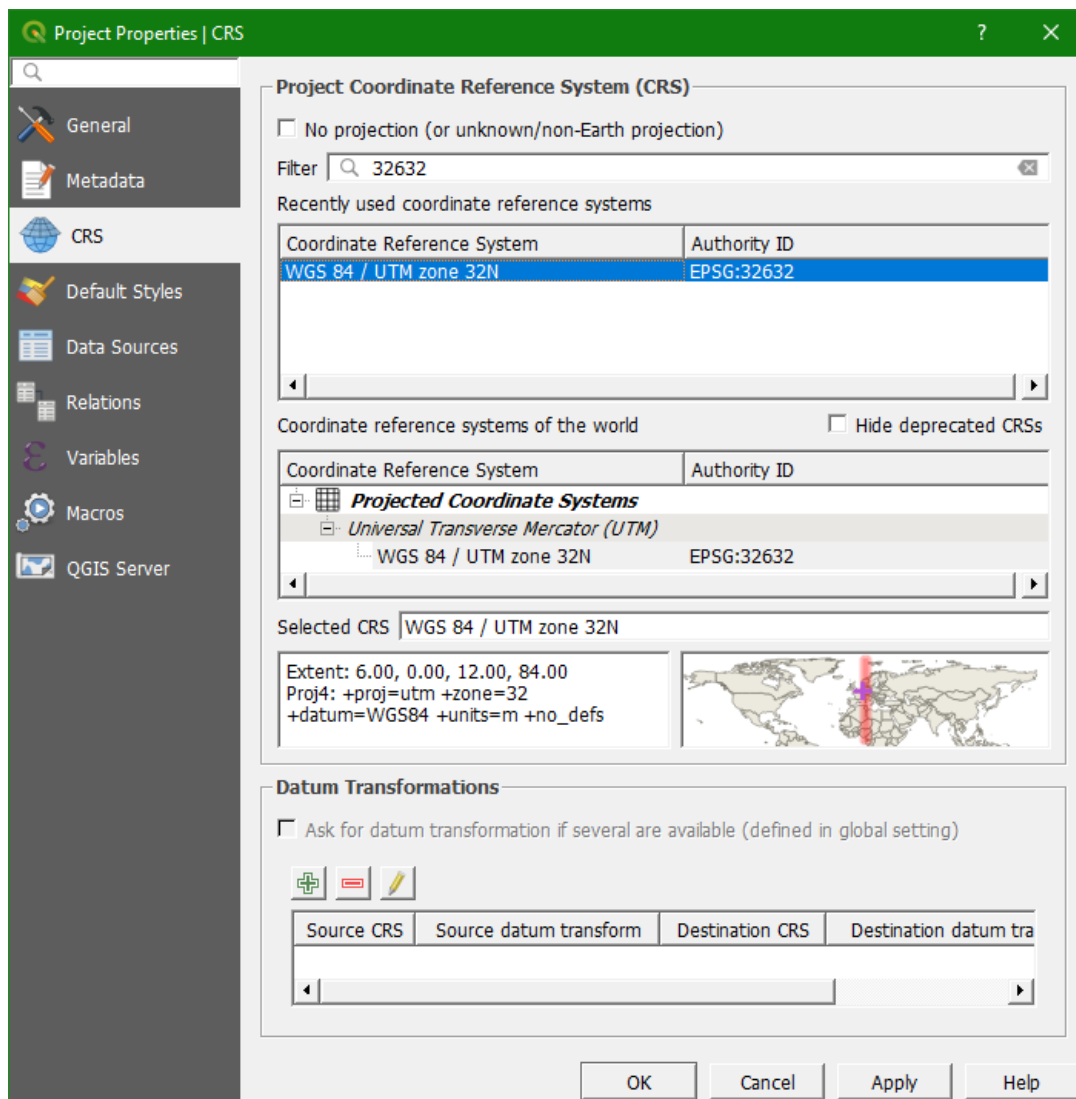 Project Properties | CRS
?
General
Metadata
CRS
Default Styles
Data Sources
Relations
Variables
Macros
QGIS Server
Project Coordinate Reference System (CRS)
No projection (or unknown/non-Earth projection)
Filter 32632
Recently used coordinate reference systems
Coordinate Reference System Authority ID
WGS 84 / UTM zone 32N EPSG:32632
Coordinate reference systems of the world Hide deprecated CRSs
Coordinate Reference System Authority ID
Projected Coordinate Systems
Universal Transverse Mercator (UTM)
WGS 84 / UTM zone 32N EPSG:32632
Selected CRS WGS 84 / UTM zone 32N
Extent: 6.00, 0.00, 12.00, 84.00
Proj4: +proj=utm +zone=32
+datum=WGS84 +units=m +no_defs
Datum Transformations
Ask for datum transformation if several are available (defined in global setting)
Source CRS Source datum transform Destination CRS Destination datum tra
OK Cancel Apply Help